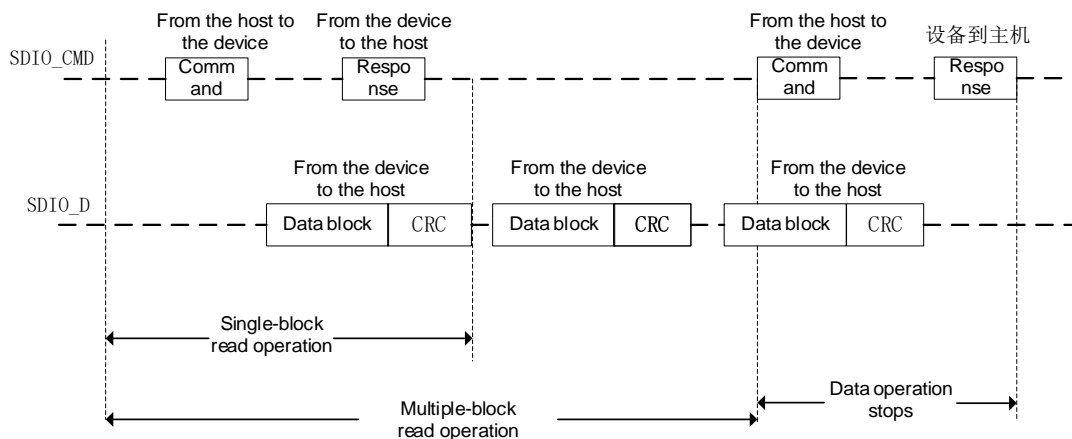 From the host to
the device
From the device
to the host
From the host to
the device
设备到主机
SDIO_CMD
Comm
and
Respo
nse
Comm
and
Respo
nse
From the device
to the host
From the device
to the host
From the device
to the host
SDIO_D
Data block
CRC
Data block
CRC
Data block
CRC
Single-block
read operation
Multiple-block
read operation
Data operation
stops